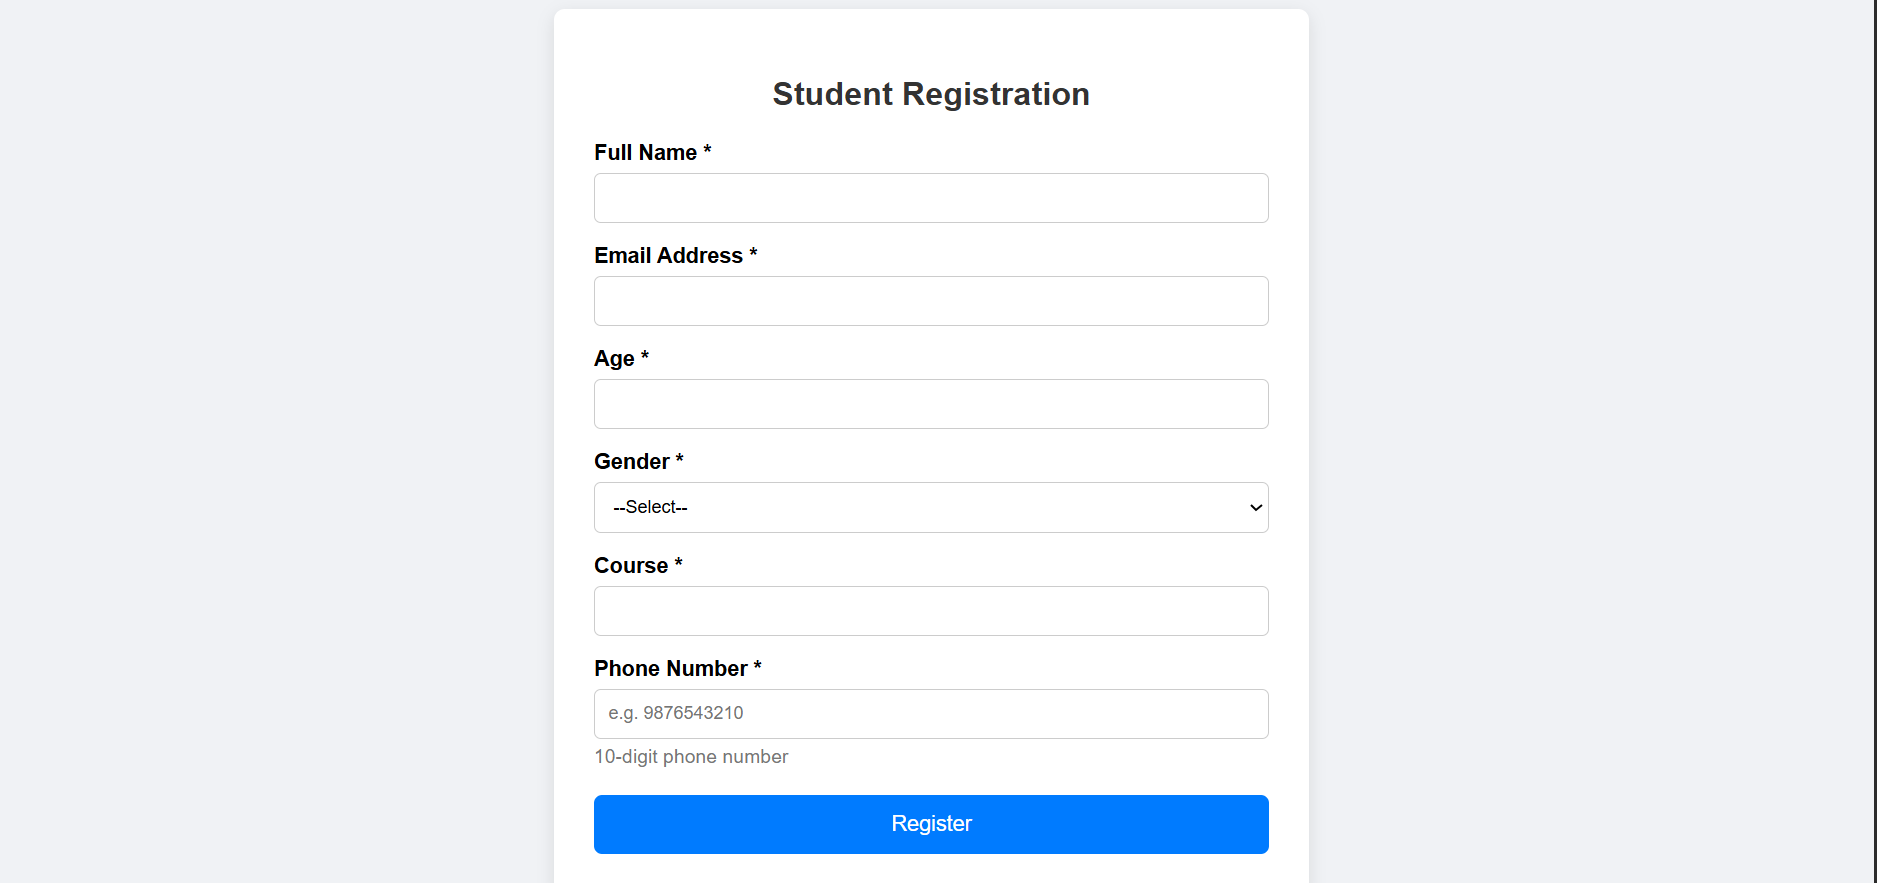 Student Registration
Full Name *
Email Address *
Age *
Gender *
--Select--
Course *
Phone Number *
e.g. 9876543210
10-digit phone number
Register